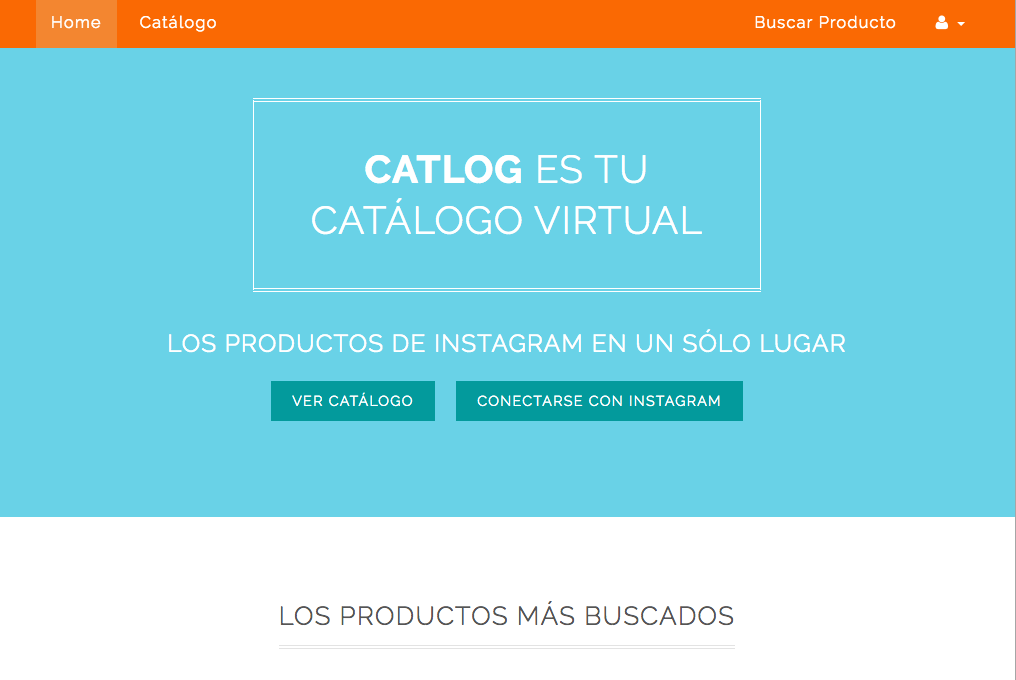 Home Catálogo Buscar Producto
CATLOG ES TU
CATÁLOGO VIRTUAL
LOS PRODUCTOS DE INSTAGRAM EN UN SÓLO LUGAR
VER CATÁLOGO CONECTARSE CON INSTAGRAM
LOS PRODUCTOS MÁS BUSCADOS